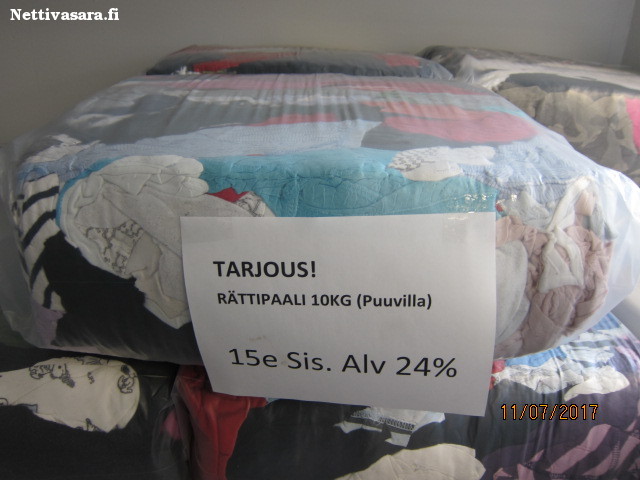 Nettivasara.fi
TARJOUS!
RÄTTIPAALI 10KG (Puuvilla)
15e Sis. Alv 24%
11/07/2017